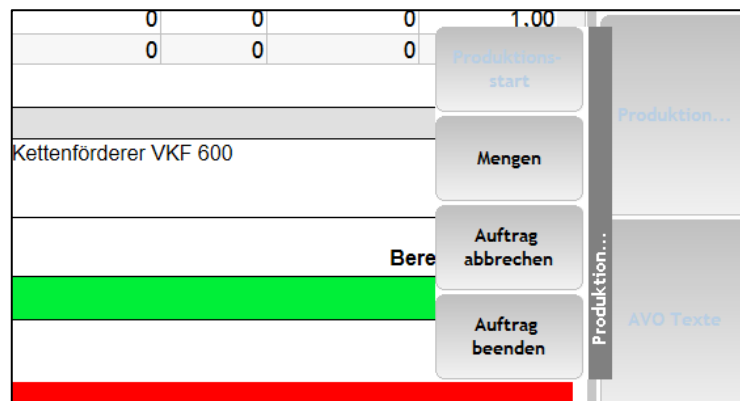 0 0 0 1,00
0 0 0
Produktions-
start
Produktion...
Kettenförderer VKF 600
Mengen
Auftrag
abbrechen
Bere
Produktion...
AVO Texte
Auftrag
beenden